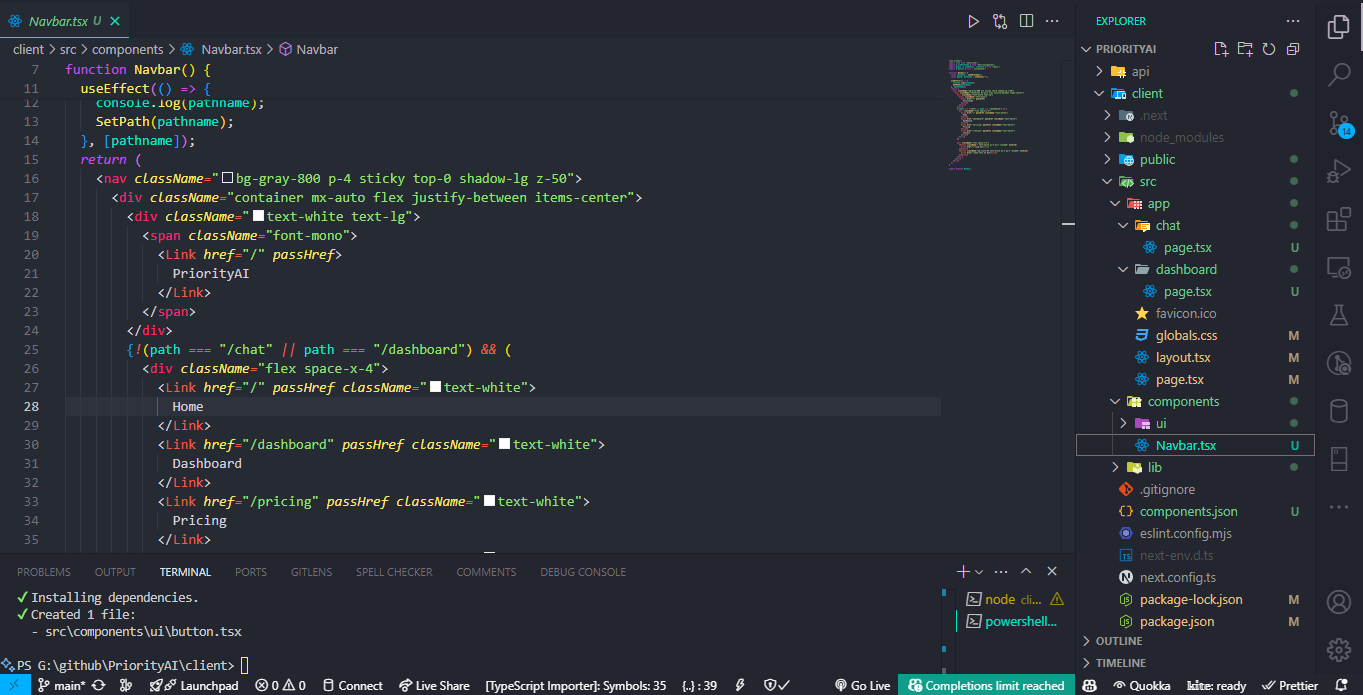 Navbar.tsx U
client > src > components > Navbar.tsx > Navbar
7 function Navbar() {
11 useEffect(() => {
12 console.log(pathname);
13 SetPath(pathname);
14 }, [pathname]);
15 return (
16 <nav className="bg-gray-800 p-4 sticky top-0 shadow-lg z-50">
17 <div className="container mx-auto flex justify-between items-center">
18 <div className="text-white text-lg">
19 <span className="font-mono">
20 <Link href="/" passHref>
21 PriorityAI
22 </Link>
23 </span>
24 </div>
25 {!(path === "/chat" || path === "/dashboard") && (
26 <div className="flex space-x-4">
27 <Link href="/" passHref className="text-white">
28 Home
29 </Link>
30 <Link href="/dashboard" passHref className="text-white">
31 Dashboard
32 </Link>
33 <Link href="/pricing" passHref className="text-white">
34 Pricing
35 </Link>
PROBLEMS OUTPUT TERMINAL PORTS GITLENS SPELL CHECKER COMMENTS DEBUG CONSOLE
✓ Installing dependencies.
✓ Created 1 file:
- src\components\ui\button.tsx
PS G:\github\PriorityAI\client>
node cli...
powershell...
EXPLORER
PRIORITYAI
api
client
.next
node_modules
public
src
app
chat
page.tsx U
dashboard
page.tsx U
favicon.ico
globals.css M
layout.tsx M
page.tsx M
components
ui
Navbar.tsx U
lib
.gitignore
components.json U
eslint.config.mjs
next-env.d.ts
next.config.ts
package-lock.json M
package.json M
OUTLINE
TIMELINE
14
main* Launchpad 0 0 Connect Live Share [TypeScript Importer]: Symbols: 35 {..} : 39 Go Live Completions limit reached Quokka kite: ready Prettier